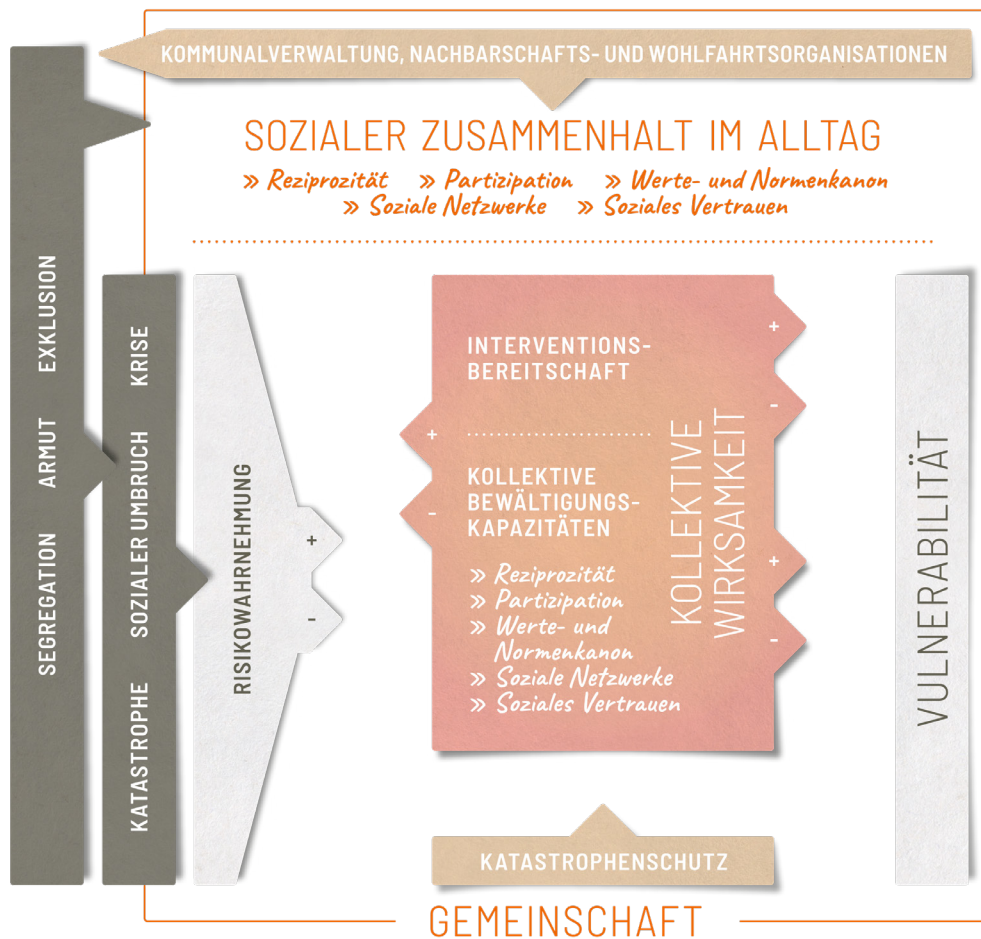 KOMMUNALVERWALTUNG, NACHBARSCHAFTS- UND WOHLFAHRTSORGANISATIONEN
SOZIALER ZUSAMMENHALT IM ALLTAG
» Reziprozität » Partizipation » Werte- und Normenkanon
» Soziale Netzwerke » Soziales Vertrauen
SEGREGATION ARMUT EXKLUSION
KATASTROPHE SOZIALER UMBRUCH KRISE
RISIKOWAHRNEHMUNG
+
-
+
-
INTERVENTIONS-
BEREITSCHAFT
KOLLEKTIVE
BEWÄLTIGUNGS-
KAPAZITÄTEN
» Reziprozität
» Partizipation
» Werte- und
Normenkanon
» Soziale Netzwerke
» Soziales Vertrauen
KOLLEKTIVE
WIRKSAMKEIT
+
-
+
-
VULNERABILITÄT
KATASTROPHENSCHUTZ
GEMEINSCHAFT